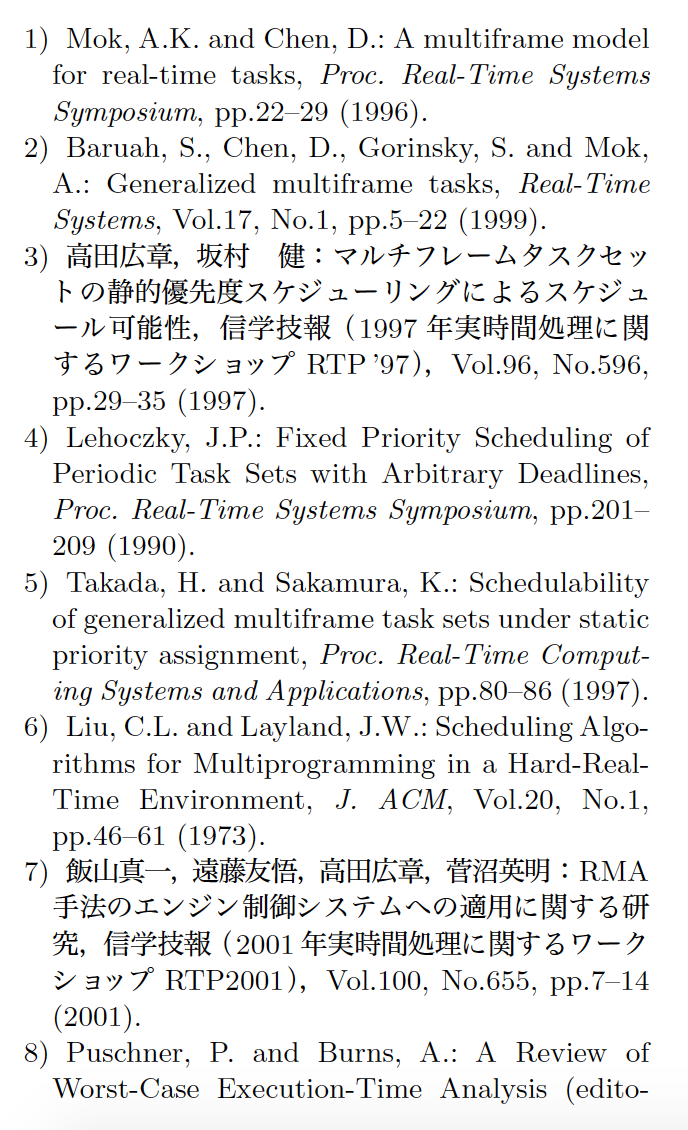 1) Mok, A.K. and Chen, D.: A multiframe model
for real-time tasks, Proc. Real-Time Systems
Symposium, pp.22–29 (1996).
2) Baruah, S., Chen, D., Gorinsky, S. and Mok,
A.: Generalized multiframe tasks, Real-Time
Systems, Vol.17, No.1, pp.5–22 (1999).
3) 高田広章,坂村　健:マルチフレームタスクセッ
トの静的優先度スケジューリングによるスケジュ
ール可能性,信学技報(1997 年実時間処理に関
するワークショップ RTP ’97),Vol.96, No.596,
pp.29–35 (1997).
4) Lehoczky, J.P.: Fixed Priority Scheduling of
Periodic Task Sets with Arbitrary Deadlines,
Proc. Real-Time Systems Symposium, pp.201–
209 (1990).
5) Takada, H. and Sakamura, K.: Schedulability
of generalized multiframe task sets under static
priority assignment, Proc. Real-Time Comput-
ing Systems and Applications, pp.80–86 (1997).
6) Liu, C.L. and Layland, J.W.: Scheduling Algo-
rithms for Multiprogramming in a Hard-Real-
Time Environment, J. ACM, Vol.20, No.1,
pp.46–61 (1973).
7) 飯山真一,遠藤友悟,高田広章,菅沼英明:RMA
手法のエンジン制御システムへの適用に関する研
究,信学技報(2001 年実時間処理に関するワーク
ショップ RTP2001),Vol.100, No.655, pp.7–14
(2001).
8) Puschner, P. and Burns, A.: A Review of
Worst-Case Execution-Time Analysis (edito-